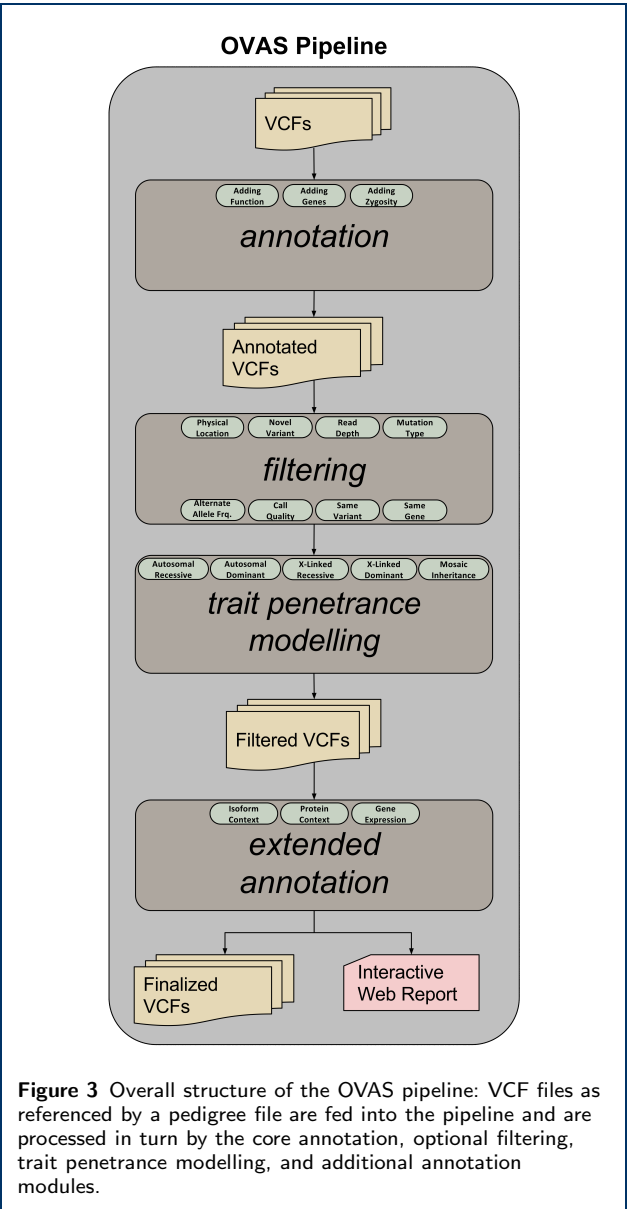 OVAS Pipeline
VCFs
Adding
Function
Adding
Genes
Adding
Zygosity
annotation
Annotated
VCFs
Physical
Location
Novel
Variant
Read
Depth
Mutation
Type
filtering
Alternate
Allele Frq.
Call
Quality
Same
Variant
Same
Gene
Autosomal
Recessive
Autosomal
Dominant
X-Linked
Recessive
X-Linked
Dominant
Mosaic
Inheritance
trait penetrance
modelling
Filtered VCFs
Isoform
Context
Protein
Context
Gene
Expression
extended
annotation
Finalized
VCFs
Interactive
Web Report
Figure 3 Overall structure of the OVAS pipeline: VCF files as
referenced by a pedigree file are fed into the pipeline and are
processed in turn by the core annotation, optional filtering,
trait penetrance modelling, and additional annotation
modules.